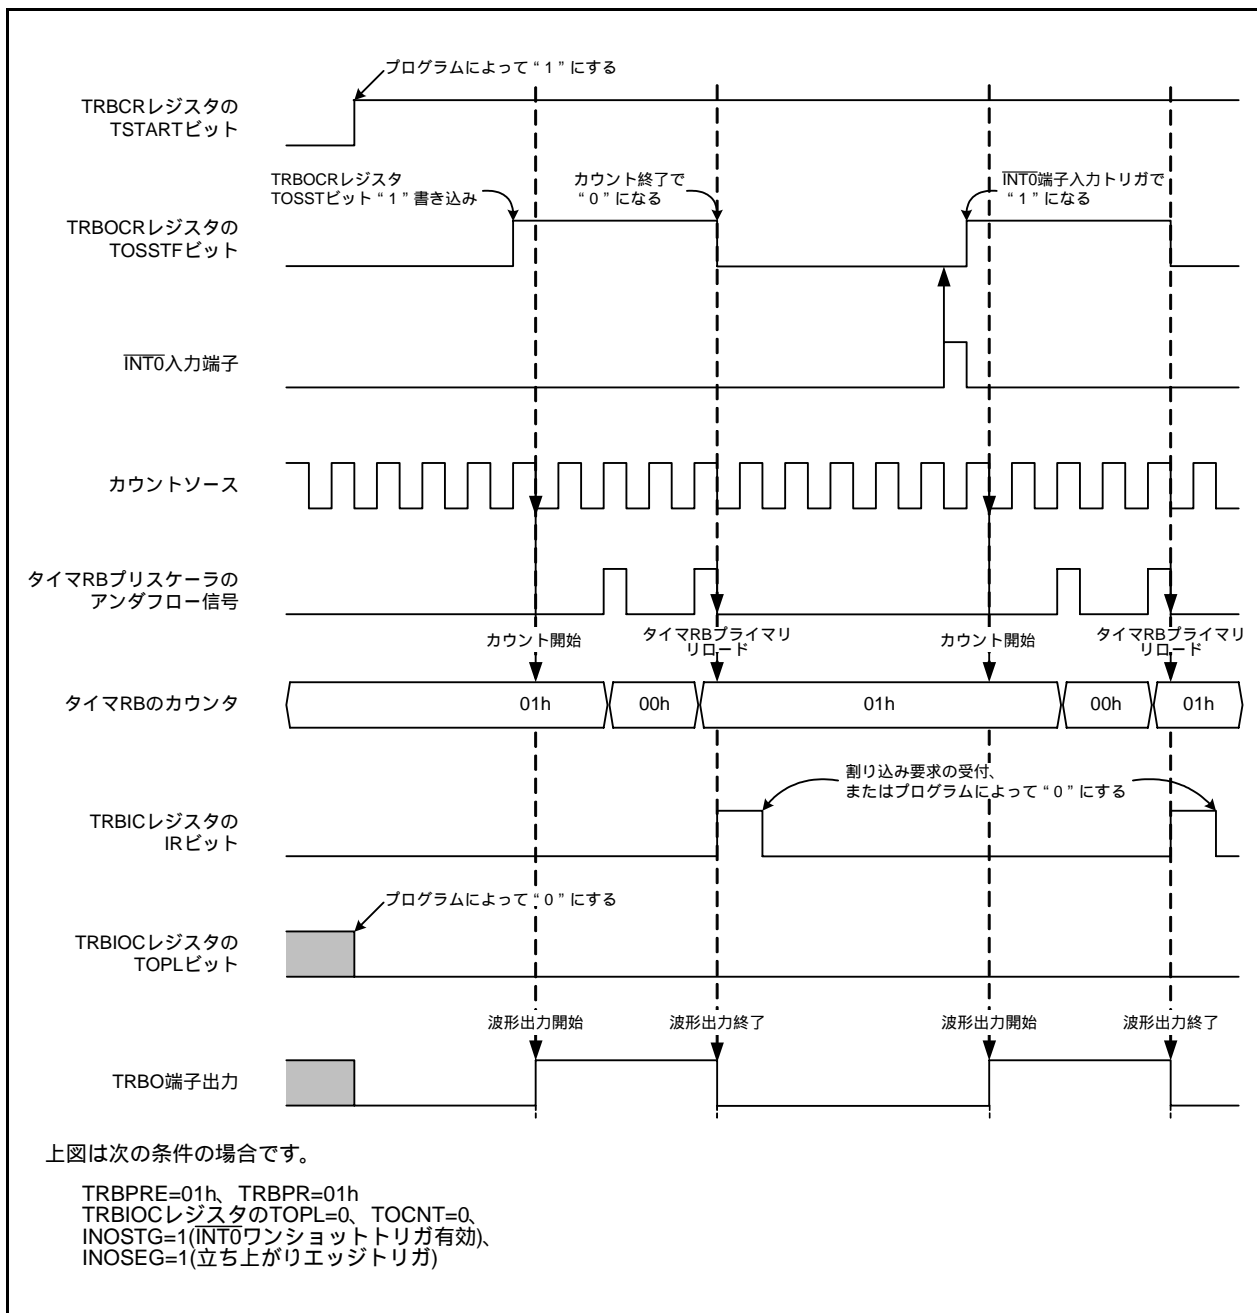 プログラムによって“1”にする
TRBCRレジスタの
TSTARTビット
TRBOCRレジスタ
TOSSTビット“1”書き込み
カウント終了で
“0”になる
INT0端子入力トリガで
“1”になる
TRBOCRレジスタの
TOSSTFビット
INT0入力端子
カウントソース
タイマRBプリスケーラの
アンダフロー信号
カウント開始
タイマRBプライマリ
リロード
カウント開始
タイマRBプライマリ
リロード
タイマRBのカウンタ
01h
00h
01h
00h
01h
割り込み要求の受付、
またはプログラムによって“0”にする
TRBICレジスタの
IRビット
プログラムによって“0”にする
TRBIOCレジスタの
TOPLビット
波形出力開始
波形出力終了
波形出力開始
波形出力終了
TRBO端子出力
上図は次の条件の場合です。
TRBPRE=01h、TRBPR=01h
TRBIOCレジスタのTOPL=0、TOCNT=0、
INOSTG=1(INT0ワンショットトリガ有効)、
INOSEG=1(立ち上がりエッジトリガ)